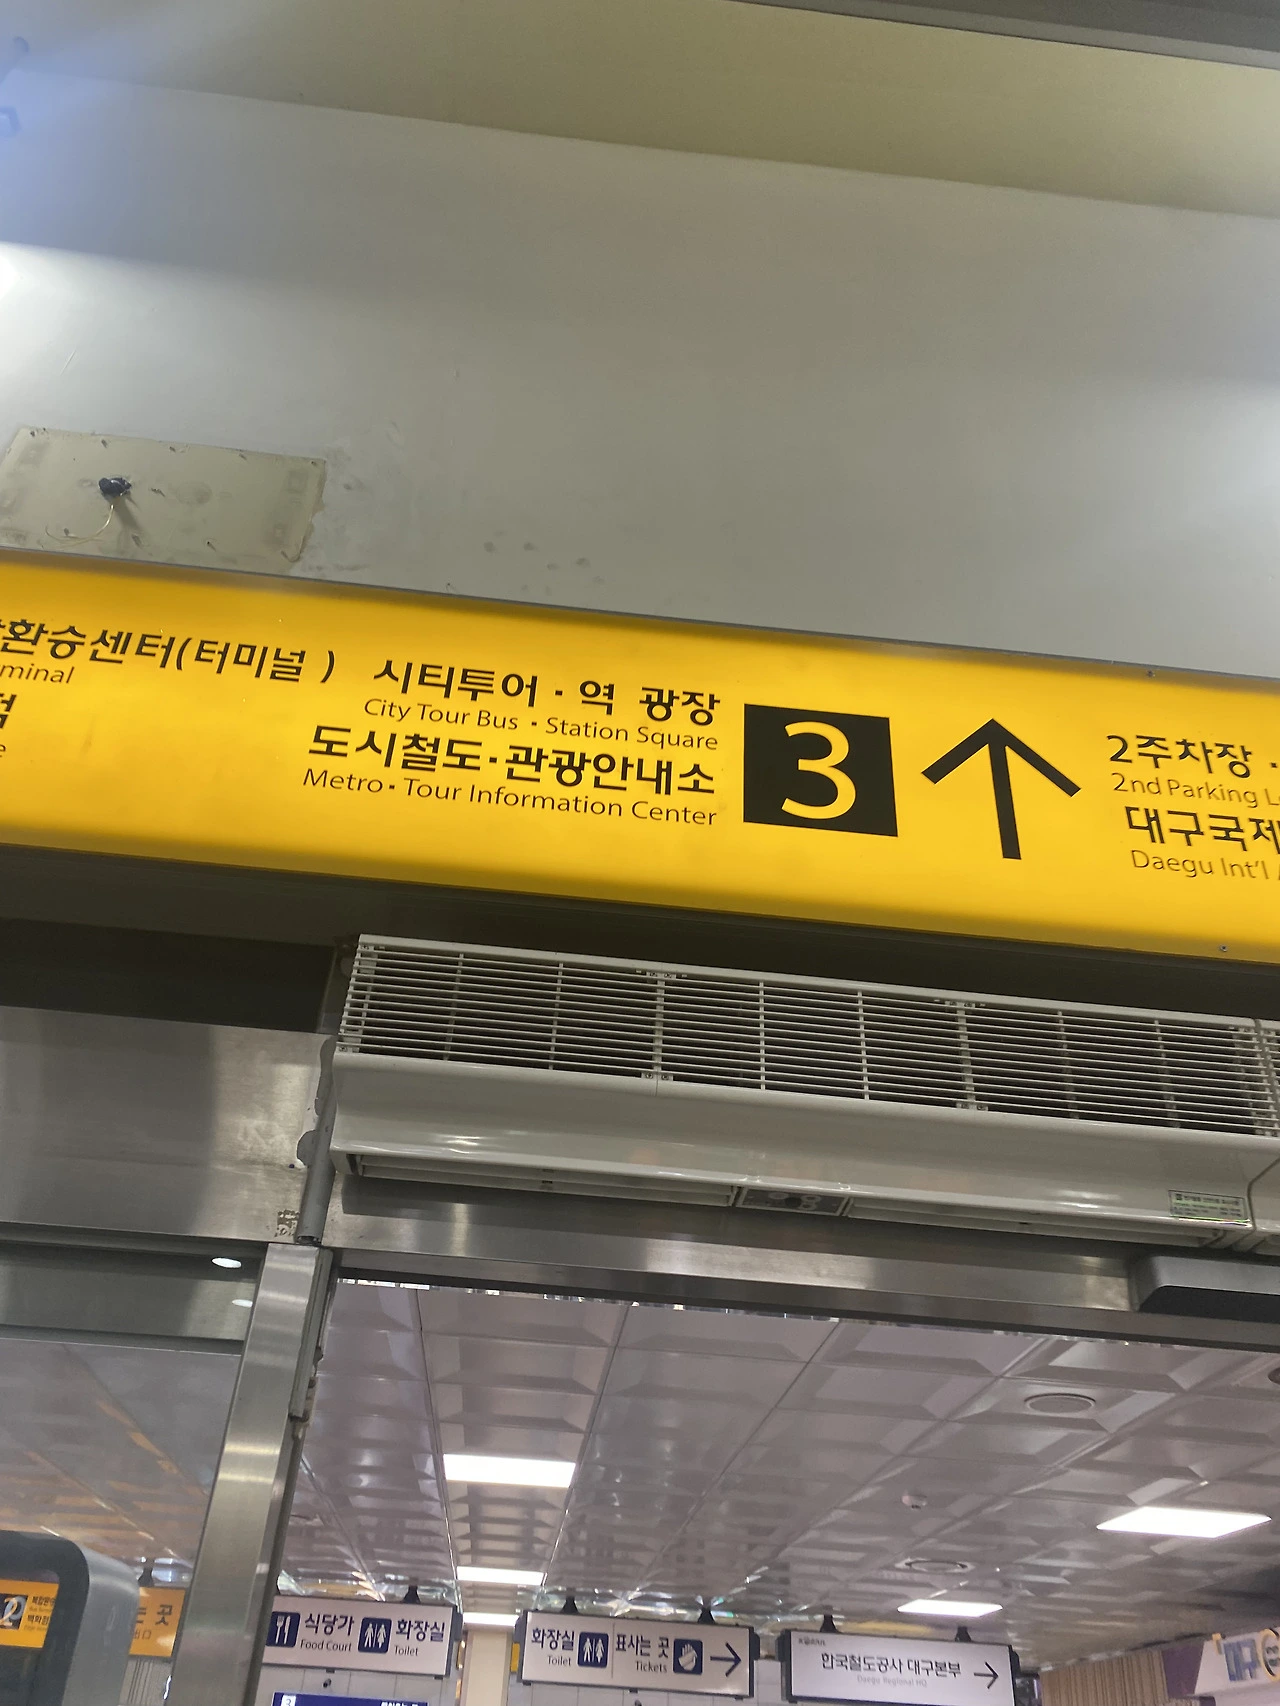 환승센터(터미널 )
시티투어 · 역 광장
City Tour Bus · Station Square
도시철도·관광안내소
Metro · Tour Information Center
3
2주차장 ·
2nd Parking
대구국제
Daegu Int'l
식당가
Food Court
화장실
Toilet
화장실
Toilet
표사는 곳
Tickets
한국철도공사 대구본부
Daegu Regional HQ